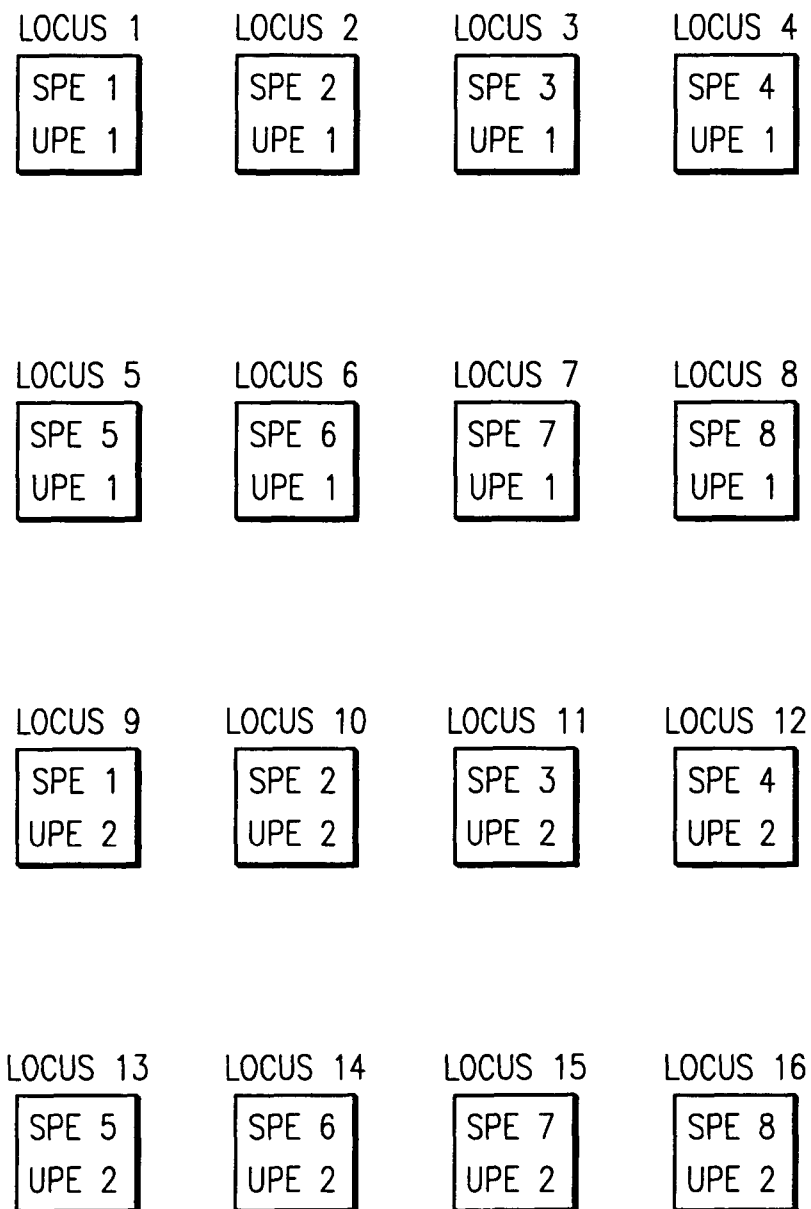 LOCUS 1 LOCUS 2 LOCUS 3 LOCUS 4
SPE 1 SPE 2 SPE 3 SPE 4
UPE 1 UPE 1 UPE 1 UPE 1
LOCUS 5 LOCUS 6 LOCUS 7 LOCUS 8
SPE 5 SPE 6 SPE 7 SPE 8
UPE 1 UPE 1 UPE 1 UPE 1
LOCUS 9 LOCUS 10 LOCUS 11 LOCUS 12
SPE 1 SPE 2 SPE 3 SPE 4
UPE 2 UPE 2 UPE 2 UPE 2
LOCUS 13 LOCUS 14 LOCUS 15 LOCUS 16
SPE 5 SPE 6 SPE 7 SPE 8
UPE 2 UPE 2 UPE 2 UPE 2